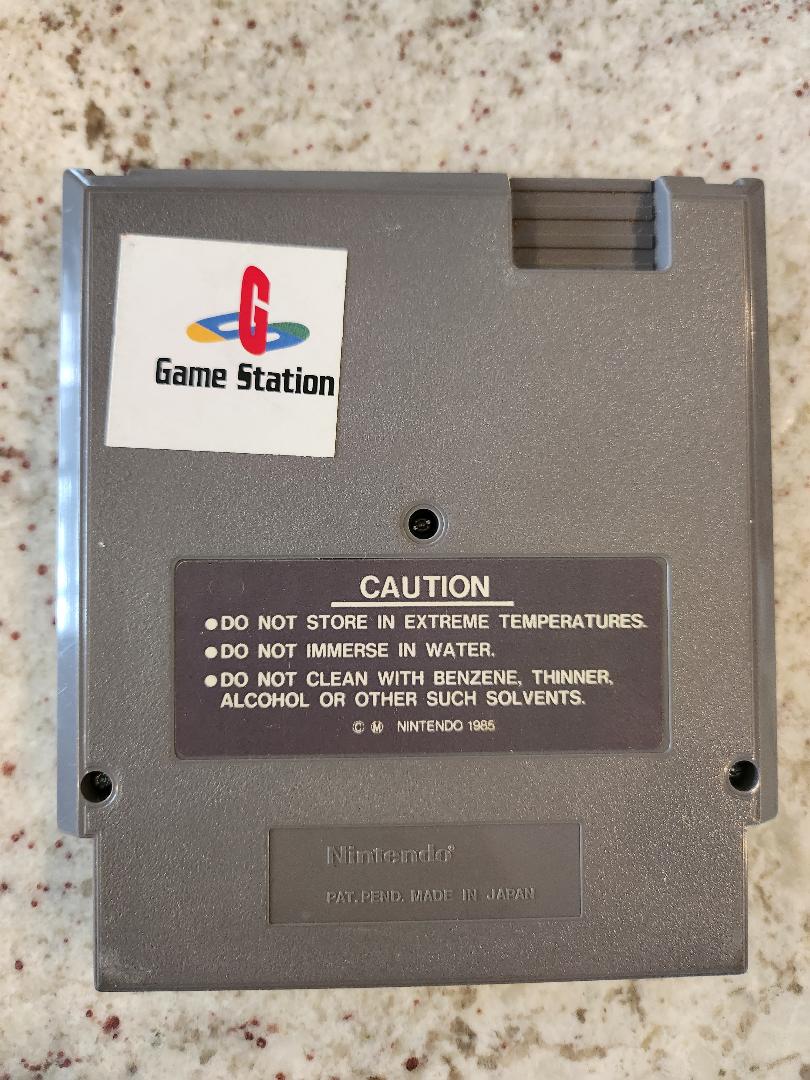 G
Game Station
CAUTION
●DO NOT STORE IN EXTREME TEMPERATURES.
●DO NOT IMMERSE IN WATER.
●DO NOT CLEAN WITH BENZENE, THINNER,
ALCOHOL OR OTHER SUCH SOLVENTS.
© Ⓜ NINTENDO 1985
Nintendo®
PAT. PEND. MADE IN JAPAN